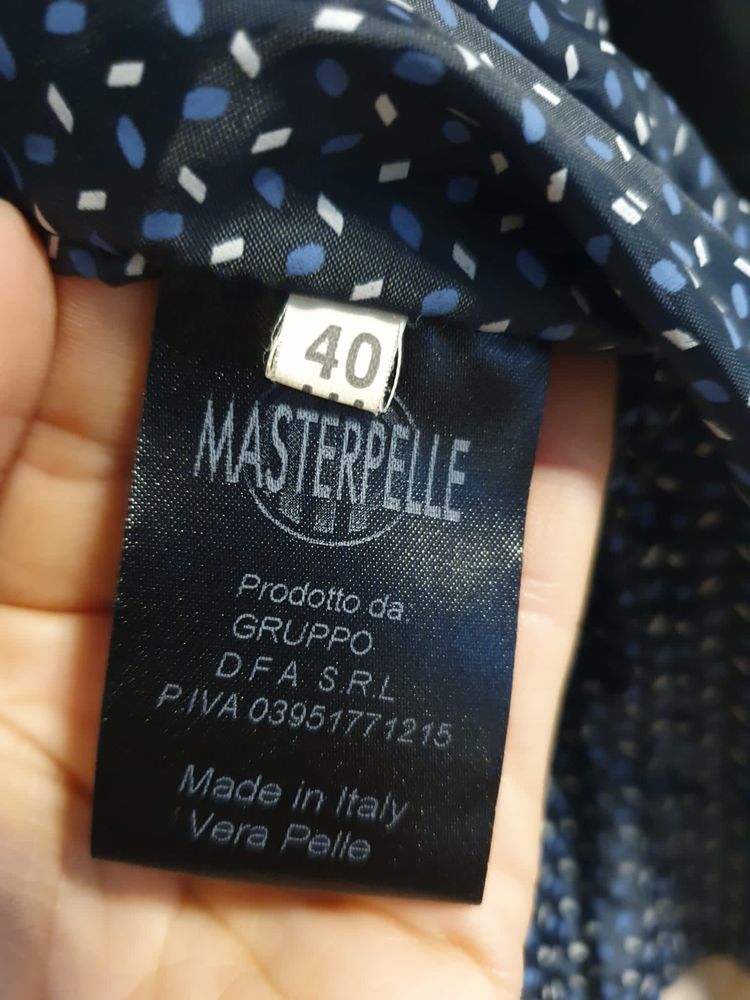 40
MASTERPELLE
Prodotto da:
GRUPPO
D F A S.R.L
P.IVA 03951771215
Made in Italy
Vera Pelle